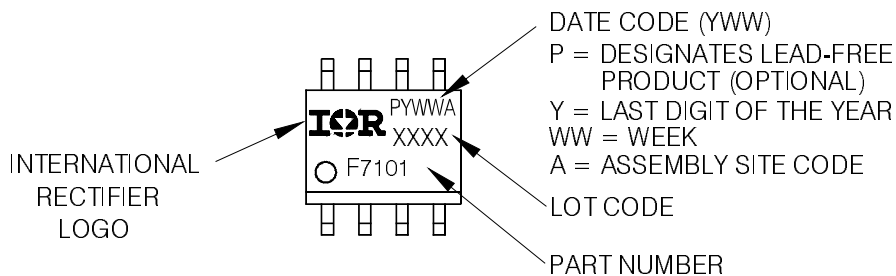 DATE CODE (YWW)
P = DESIGNATES LEAD-FREE
PRODUCT (OPTIONAL)
Y = LAST DIGIT OF THE YEAR
WW = WEEK
A = ASSEMBLY SITE CODE
LOT CODE
PART NUMBER
INTERNATIONAL
RECTIFIER
LOGO
IOR
PYWWA
XXXX
F7101